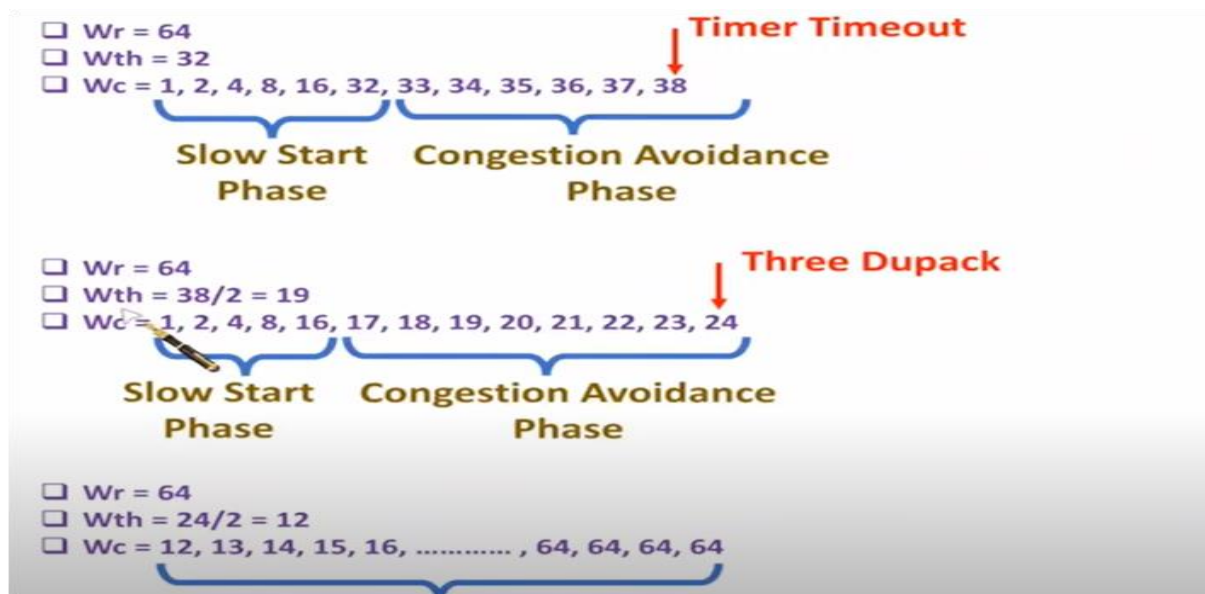 ☐ Wr = 64
Timer Timeout
☐ Wth = 32
☐ Wc = 1, 2, 4, 8, 16, 32, 33, 34, 35, 36, 37, 38
Slow Start Phase
Congestion Avoidance Phase
☐ Wr = 64
Three Dupack
☐ Wth = 38/2 = 19
☐ Wc = 1, 2, 4, 8, 16, 17, 18, 19, 20, 21, 22, 23, 24
Slow Start Phase
Congestion Avoidance Phase
☐ Wr = 64
☐ Wth = 24/2 = 12
☐ Wc = 12, 13, 14, 15, 16, ............ , 64, 64, 64, 64